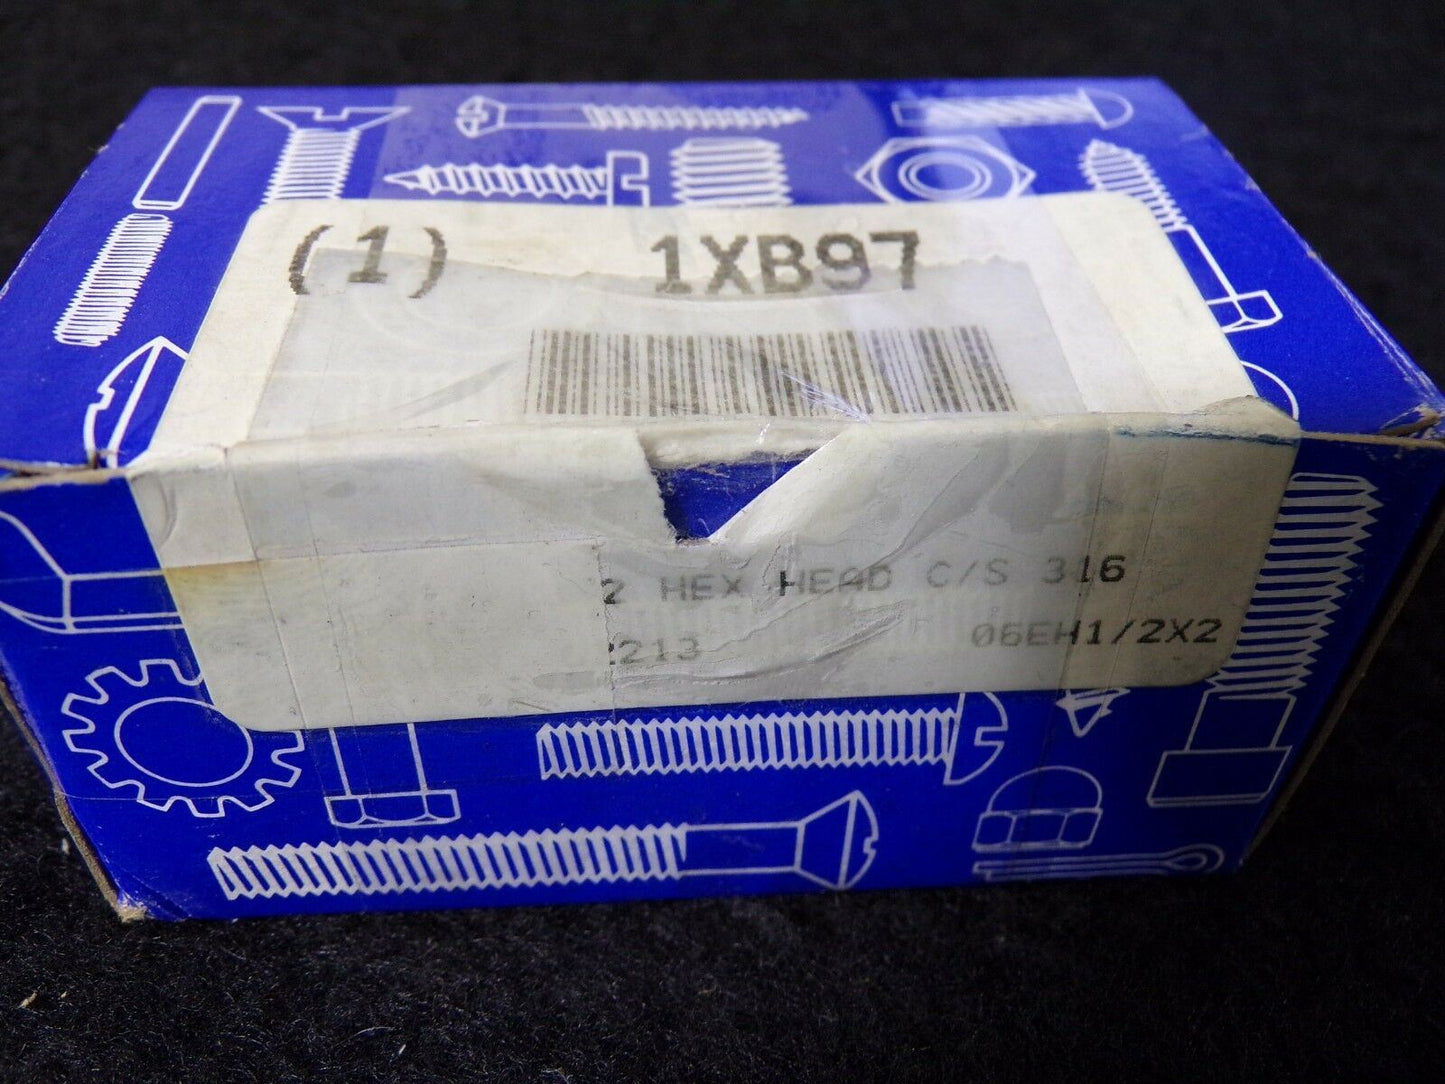 (1) 1XB97
2 HEX HEAD C/S 316
2213 06EH1/2X2